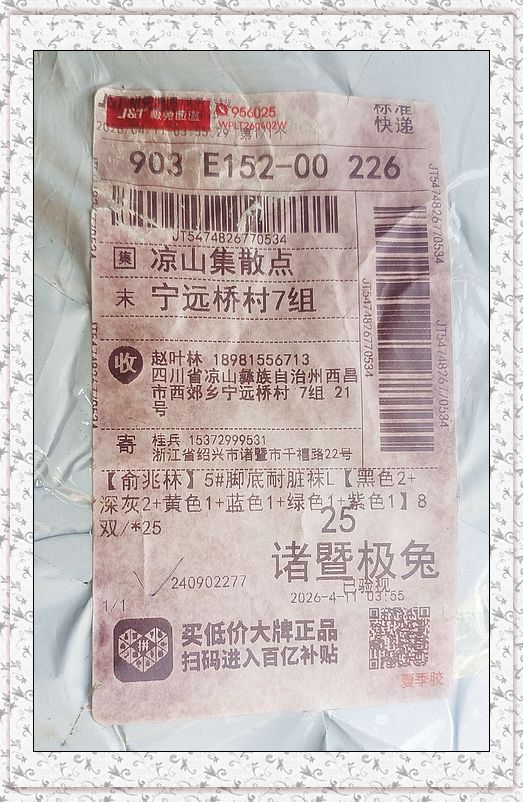 J&T 极兔速递
956025
WPLT260402W
标准
快递
903 E152-00 226
JT5474826770534
集 凉山集散点
末 宁远桥村7组
收 赵叶林 18981556713
四川省凉山彝族自治州西昌
市西郊乡宁远桥村 7组 21
号
寄 桂兵 15372999531
浙江省绍兴市诸暨市千禧路22号
JT5474826770534
JT5474826770534
JT5474826770534
【俞兆林】5#脚底耐脏袜L【黑色2+
深灰2+黄色1+蓝色1+绿色1+紫色1】8
双/*25
25
诸暨极兔
已验视
240902277
2026-4-11 03:55
1/1
拼
买低价大牌正品
扫码进入百亿补贴
夏季胶